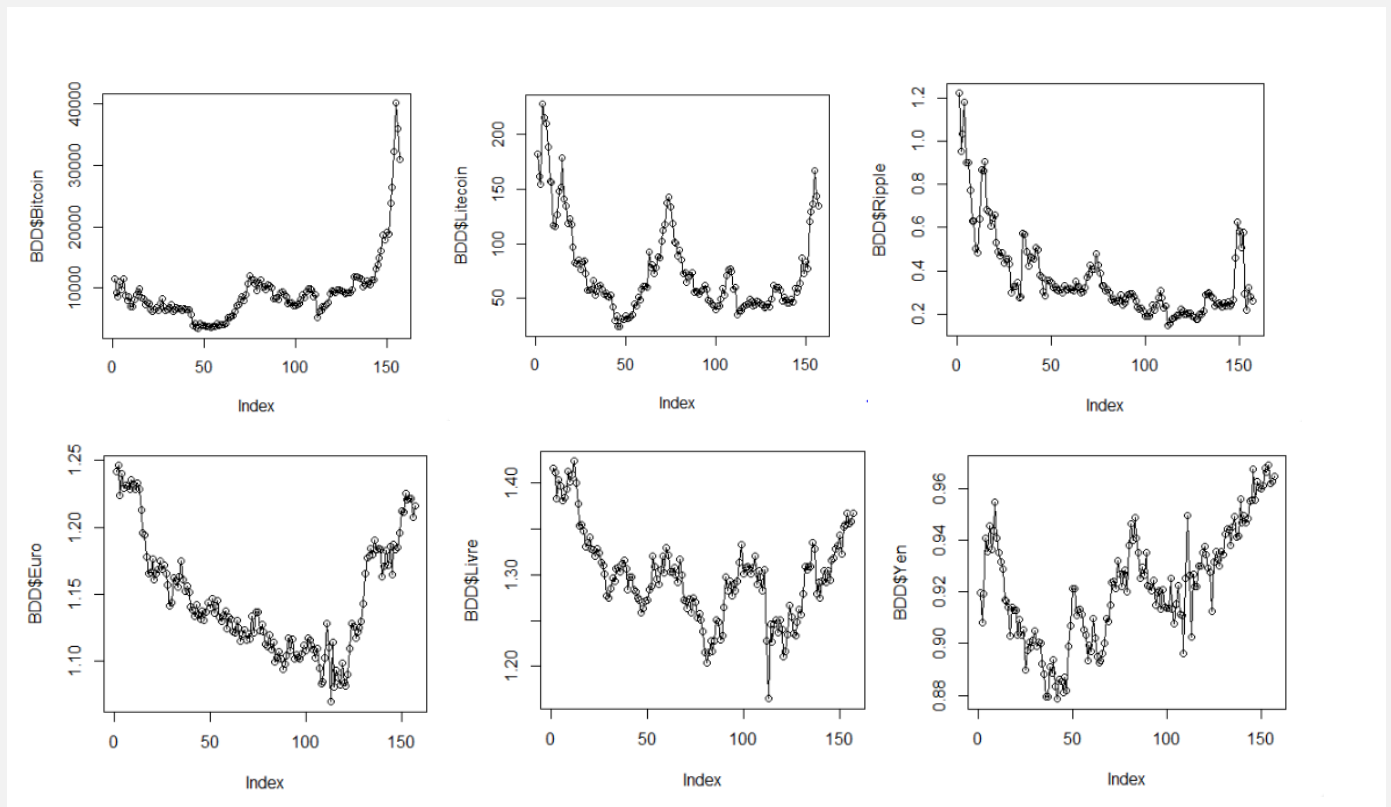 BDD$Bitcoin
10000 20000 30000 40000
0 50 100 150
Index
BDD$Litecoin
50 100 150 200
0 50 100 150
Index
BDD$Ripple
0.2 0.4 0.6 0.8 1.0 1.2
0 50 100 150
Index
BDD$Euro
1.10 1.15 1.20 1.25
0 50 100 150
Index
BDD$Livre
1.20 1.30 1.40
0 50 100 150
Index
BDD$Yen
0.88 0.90 0.92 0.94 0.96
0 50 100 150
Index